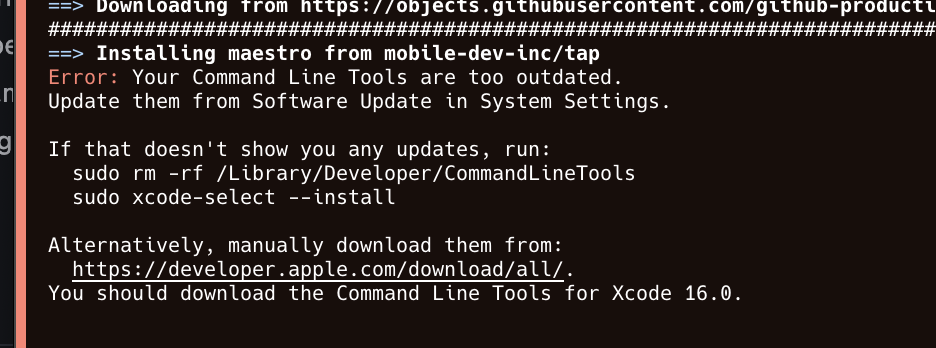 ==> Downloading from https://objects.githubusercontent.com/github-producti
==> Installing maestro from mobile-dev-inc/tap
Error: Your Command Line Tools are too outdated.
Update them from Software Update in System Settings.
If that doesn't show you any updates, run:
sudo rm -rf /Library/Developer/CommandLineTools
sudo xcode-select --install
Alternatively, manually download them from:
https://developer.apple.com/download/all/.
You should download the Command Line Tools for Xcode 16.0.